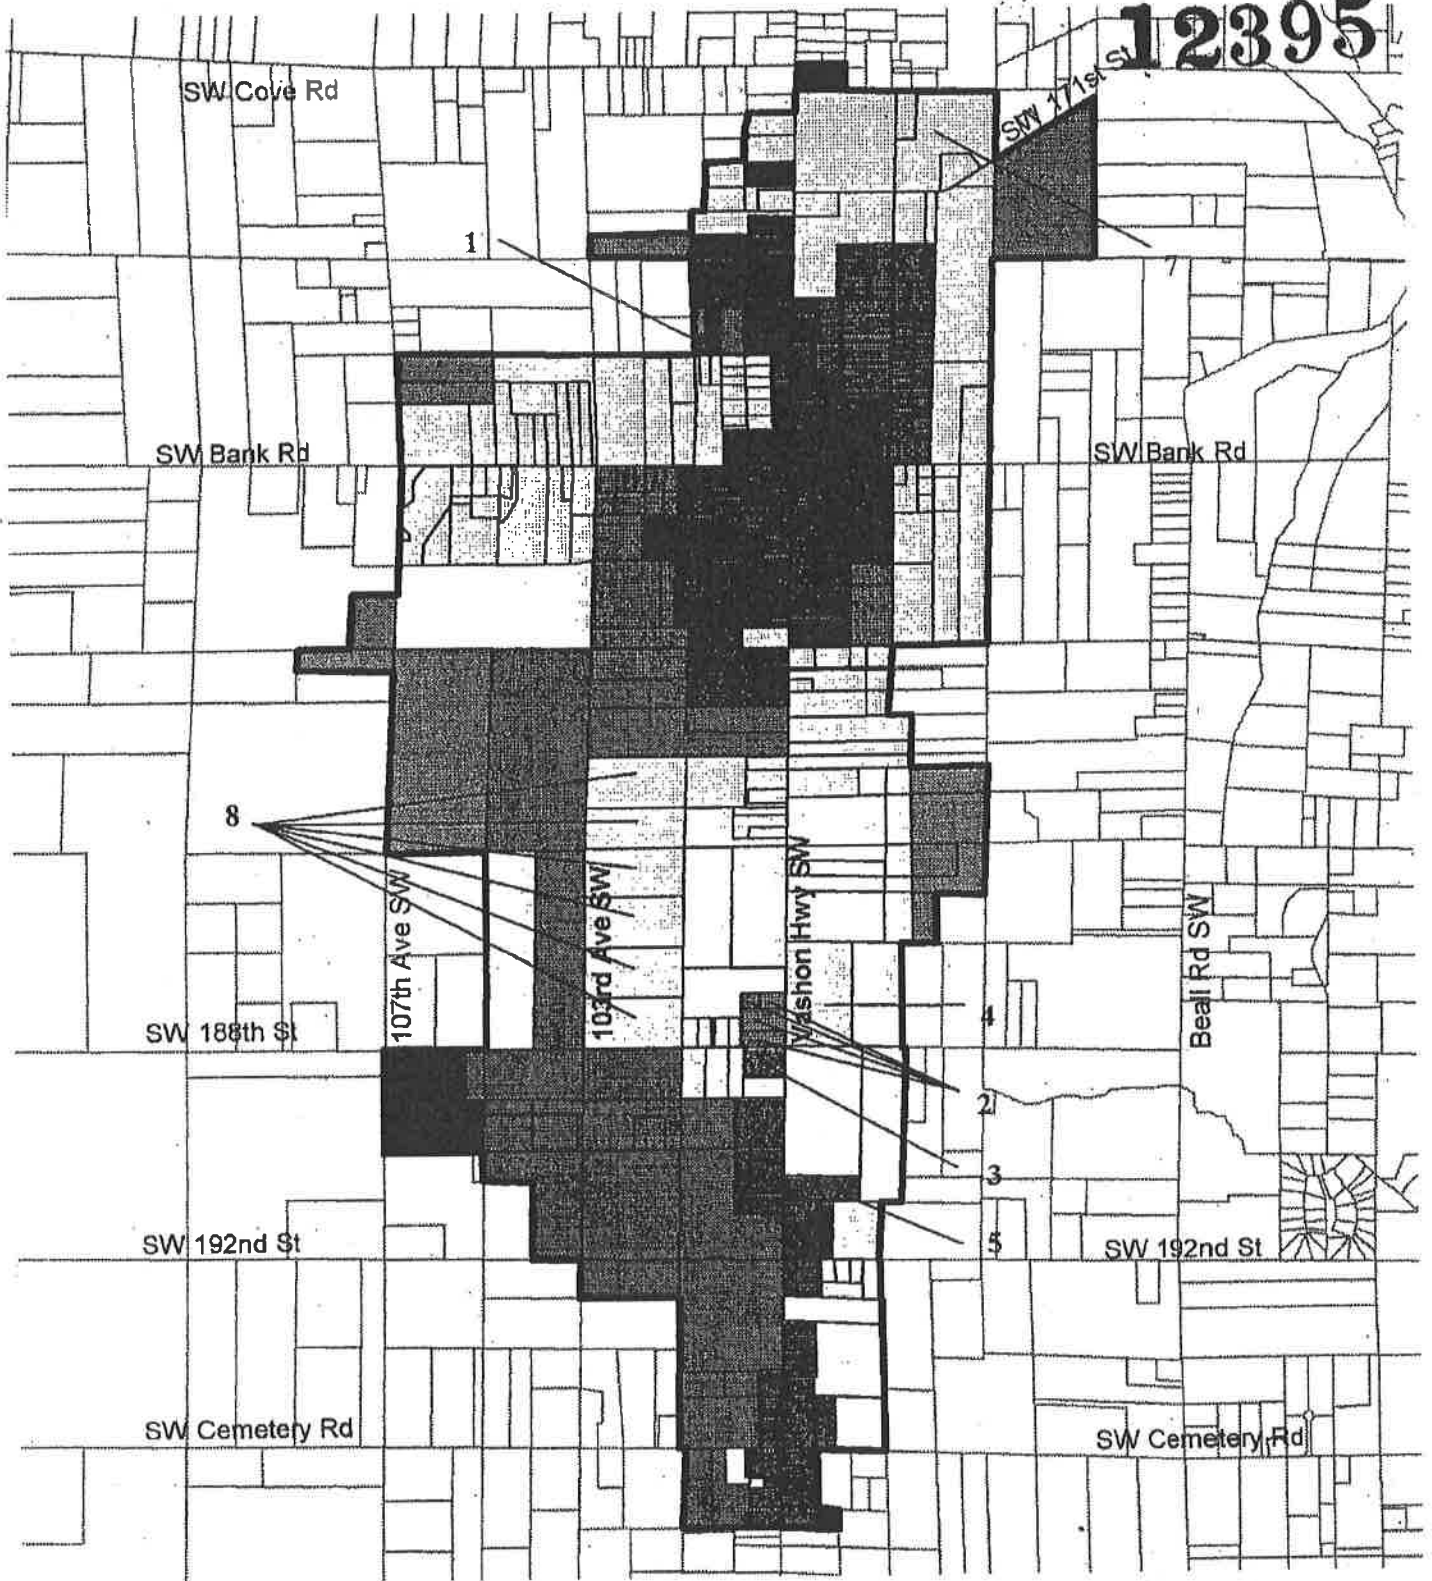 12395
SW Cove Rd
SW 171st St
1
7
SW Bank Rd
SW Bank Rd
8
107th Ave SW
103rd Ave SW
Vashon Hwy SW
Beall Rd SW
4
SW 188th St
2
3
5
SW 192nd St
SW 192nd St
SW Cemetery Rd
SW Cemetery Rd